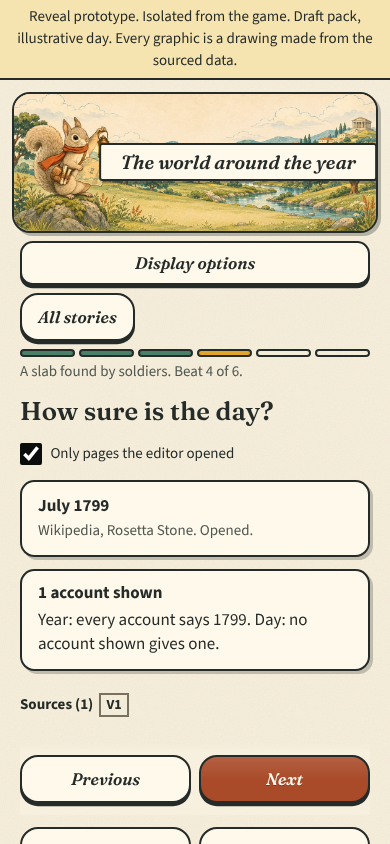 Reveal prototype. Isolated from the game. Draft pack,
illustrative day. Every graphic is a drawing made from the
sourced data.
The world around the year
Display options
All stories
A slab found by soldiers. Beat 4 of 6.
How sure is the day?
Only pages the editor opened
July 1799
Wikipedia, Rosetta Stone. Opened.
1 account shown
Year: every account says 1799. Day: no
account shown gives one.
Sources (1) V1
Previous Next